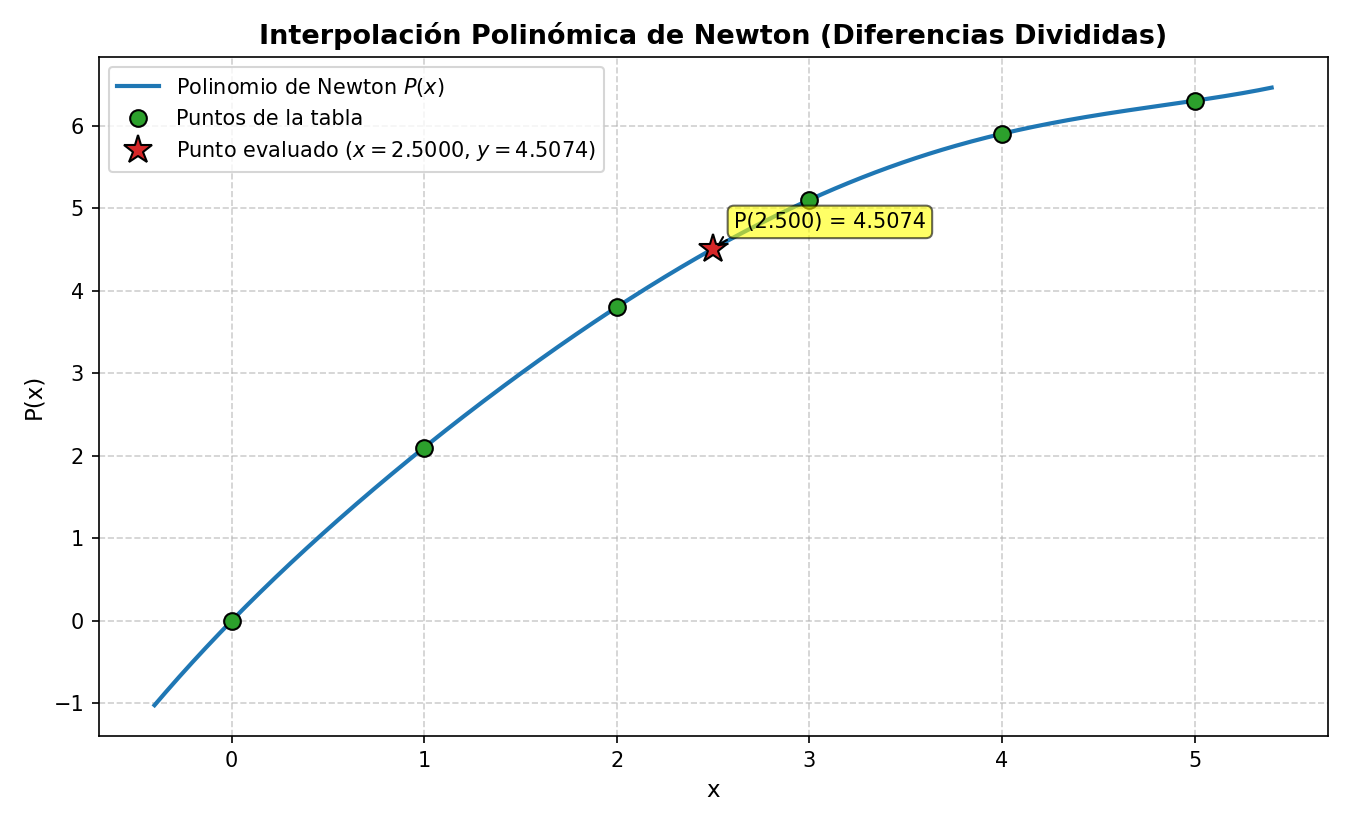 Interpolación Polinómica de Newton (Diferencias Divididas)
Polinomio de Newton P(x)
Puntos de la tabla
Punto evaluado (x = 2.5000, y = 4.5074)
P(2.500) = 4.5074
P(x)
6
5
4
3
2
1
0
−1
0 1 2 3 4 5
x